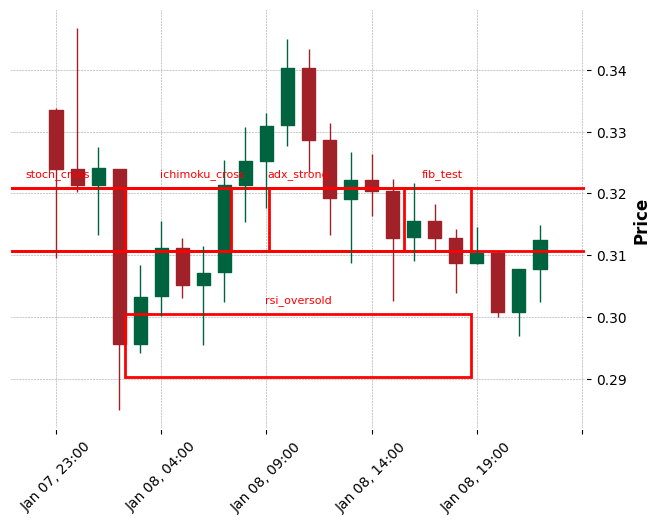 0.34
0.33
stoch_cross ichimoku_cross adx_strong fib_test
0.32
0.31
rsi_oversold
0.30
0.29
Price
Jan 07, 23:00
Jan 08, 04:00
Jan 08, 09:00
Jan 08, 14:00
Jan 08, 19:00